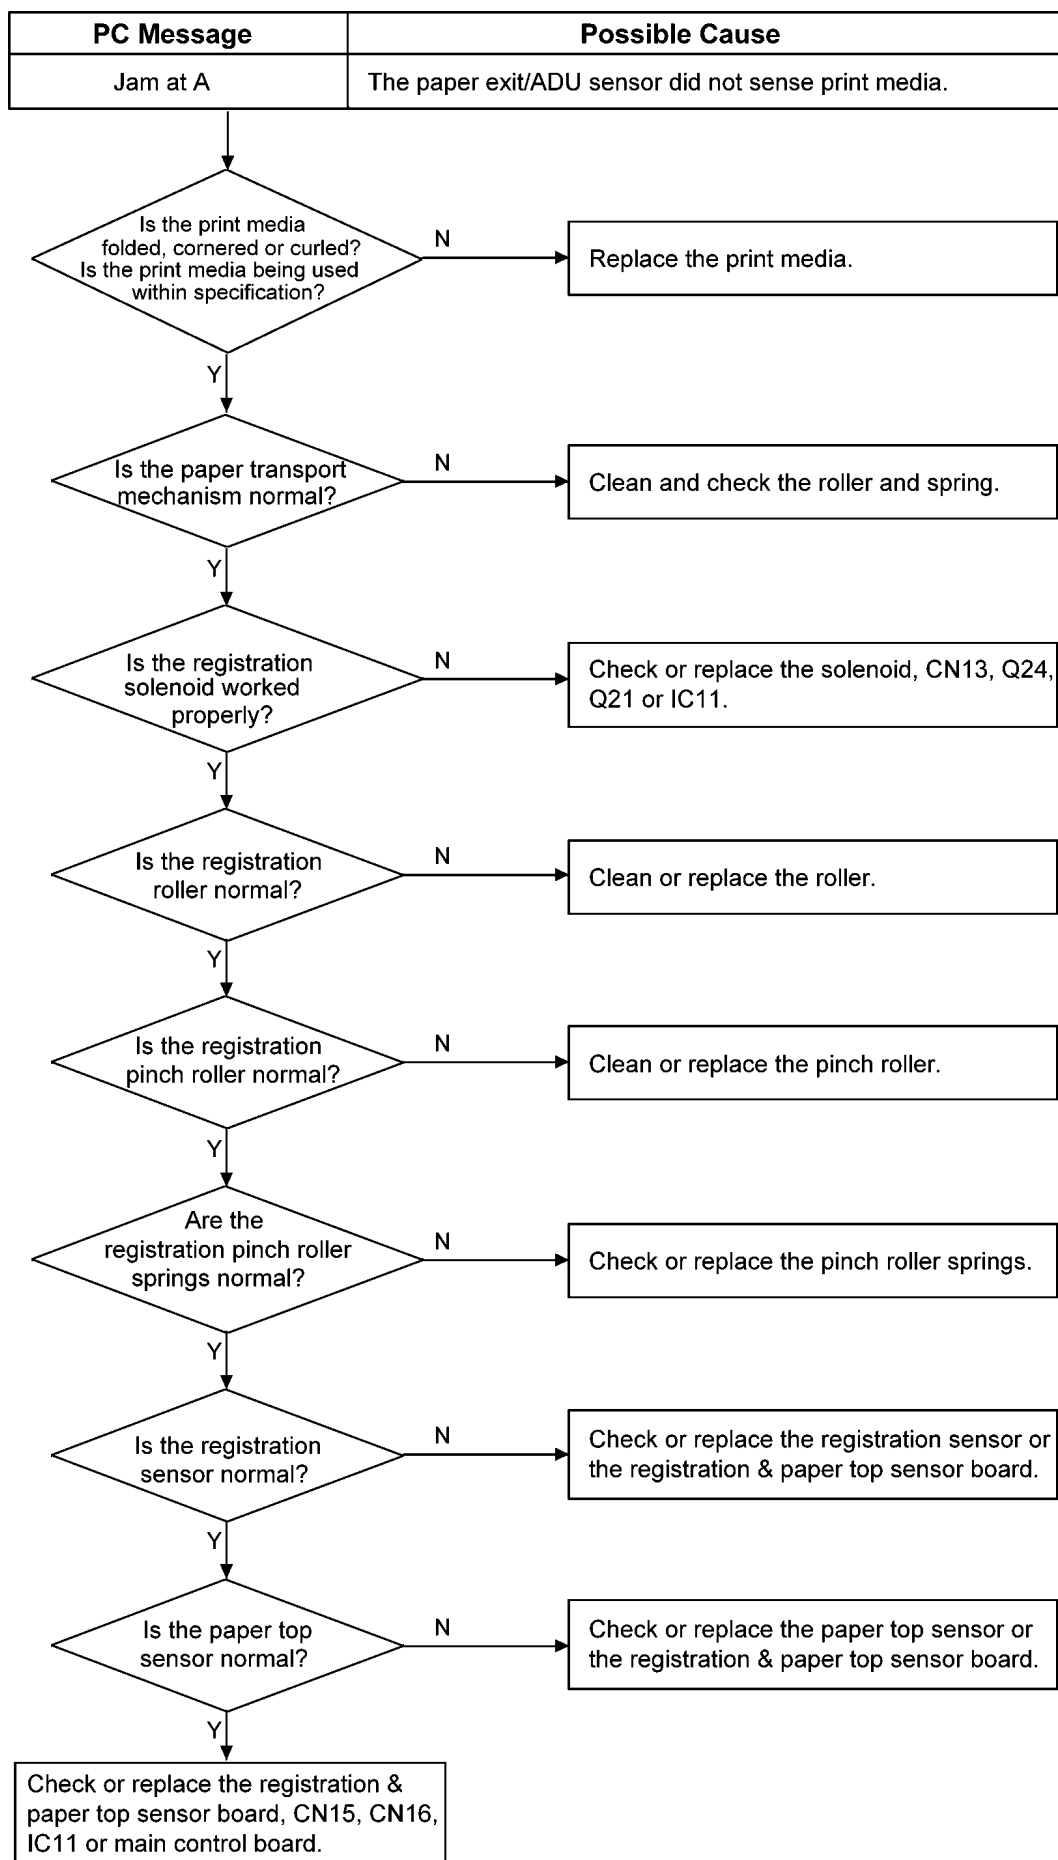 PC Message
Possible Cause
Jam at A
The paper exit/ADU sensor did not sense print media.
Is the print media
folded, cornered or curled?
Is the print media being used
within specification?
N
Replace the print media.
Y
Is the paper transport
mechanism normal?
N
Clean and check the roller and spring.
Y
Is the registration
solenoid worked
properly?
N
Check or replace the solenoid, CN13, Q24,
Q21 or IC11.
Y
Is the registration
roller normal?
N
Clean or replace the roller.
Y
Is the registration
pinch roller normal?
N
Clean or replace the pinch roller.
Y
Are the
registration pinch roller
springs normal?
N
Check or replace the pinch roller springs.
Y
Is the registration
sensor normal?
N
Check or replace the registration sensor or
the registration & paper top sensor board.
Y
Is the paper top
sensor normal?
N
Check or replace the paper top sensor or
the registration & paper top sensor board.
Y
Check or replace the registration &
paper top sensor board, CN15, CN16,
IC11 or main control board.